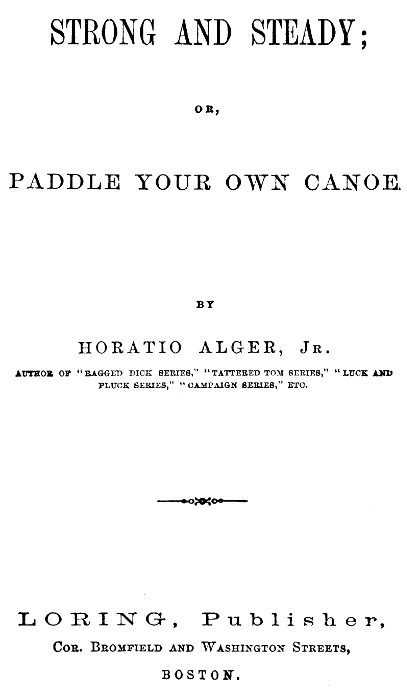 STRONG AND STEADY;
OR,
PADDLE YOUR OWN CANOE.
BY
HORATIO ALGER, JR.
AUTHOR OF "RAGGED DICK SERIES," "TATTERED TOM SERIES," "LUCK AND
PLUCK SERIES," "CAMPAIGN SERIES," ETC.
LORING, Publisher,
COR. BROMFIELD AND WASHINGTON STREETS,
BOSTON.